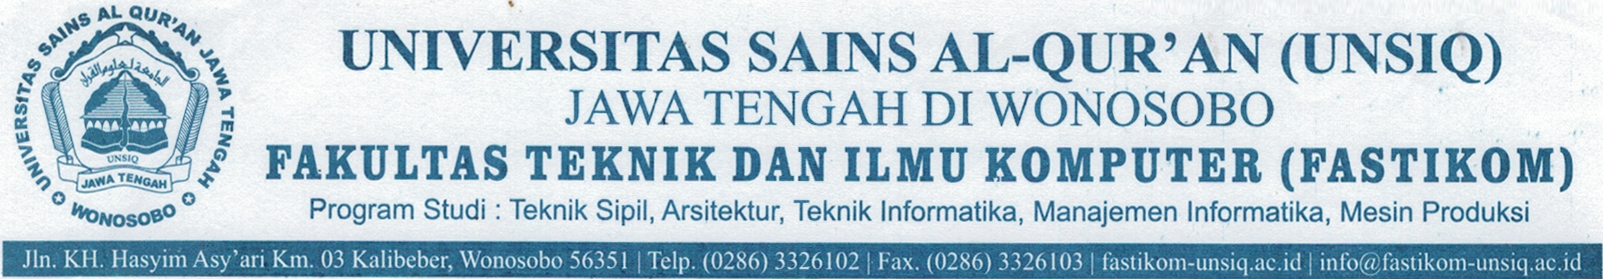 UNIVERSITAS SAINS AL QUR'AN JAWA TENGAH
WONOSOBO
UNSIQ
JAWA TENGAH
UNIVERSITAS SAINS AL-QUR'AN (UNSIQ)
JAWA TENGAH DI WONOSOBO
FAKULTAS TEKNIK DAN ILMU KOMPUTER (FASTIKOM)
Program Studi : Teknik Sipil, Arsitektur, Teknik Informatika, Manajemen Informatika, Mesin Produksi
Jln. KH. Hasyim Asy'ari Km. 03 Kalibeber, Wonosobo 56351 | Telp. (0286) 3326102 | Fax. (0286) 3326103 | fastikom-unsiq.ac.id | info@fastikom-unsiq.ac.id